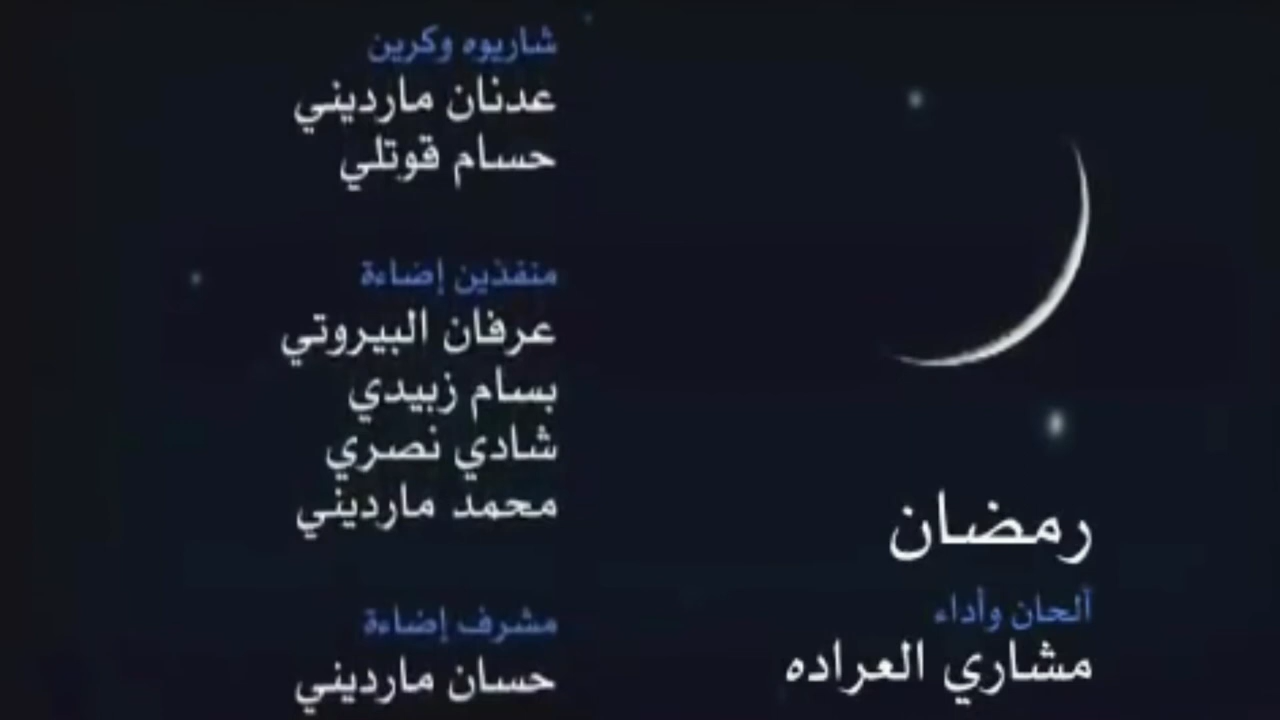 شاريوه وكرين
عدنان مارديني
حسام قوتلي
منفذين إضاءة
عرفان البيروتي
بسام زبيدي
شادي نصري
محمد مارديني
مشرف إضاءة
حسان مارديني
رمضان
ألحان وأداء
مشاري العراده